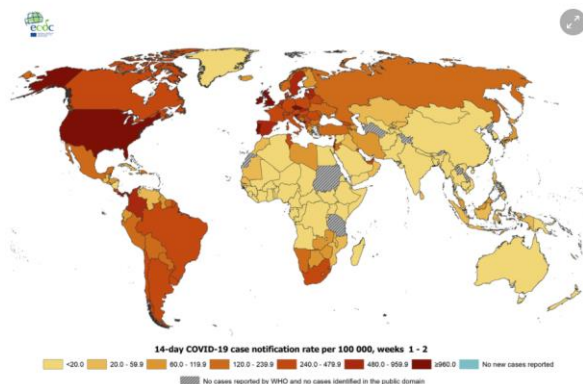 ecdc
14-day COVID-19 case notification rate per 100 000, weeks 1 - 2
<20.0 20.0 - 59.9 60.0 - 119.9 120.0 - 239.9 240.0 - 479.9 480.0 - 959.9 ≥960.0 No new cases reported
No cases reported by WHO and no cases identified in the public domain